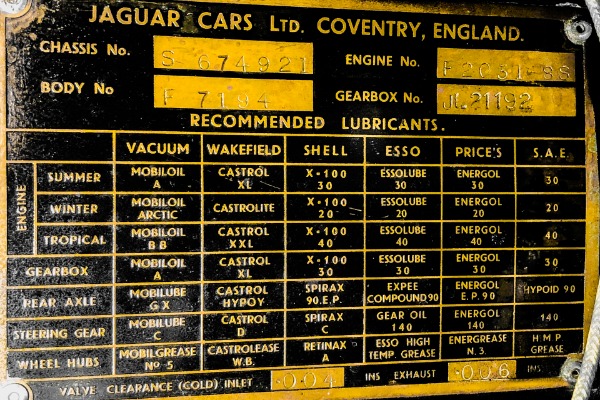 JAGUAR CARS LTD. COVENTRY, ENGLAND.
CHASSIS No. S 674921 ENGINE No. F2031-8S
BODY No F 7194 GEARBOX No. JL21192
RECOMMENDED LUBRICANTS.
VACUUM WAKEFIELD SHELL ESSO PRICE'S S.A.E.
ENGINE
SUMMER MOBILOIL A CASTROL XL X-100 30 ESSOLUBE 30 ENERGOL 30 30
WINTER MOBILOIL ARCTIC CASTROLITE X-100 20 ESSOLUBE 20 ENERGOL 20 20
TROPICAL MOBILOIL BB CASTROL XXL X-100 40 ESSOLUBE 40 ENERGOL 40 40
GEARBOX MOBILOIL A CASTROL XL X-100 30 ESSOLUBE 30 ENERGOL 30 30
REAR AXLE MOBILUBE GX CASTROL HYPOY SPIRAX 90.E.P. EXPEE COMPOUND 90 ENERGOL E.P. 90 HYPOID 90
STEERING GEAR MOBILUBE C CASTROL D SPIRAX C GEAR OIL 140 ENERGOL 140 140
WHEEL HUBS MOBILGREASE No 5 CASTROLEASE W.B. RETINAX A ESSO HIGH TEMP. GREASE ENERGREASE N.3. H.M.P GREASE
VALVE CLEARANCE (COLD) INLET .004 INS EXHAUST .006 INS